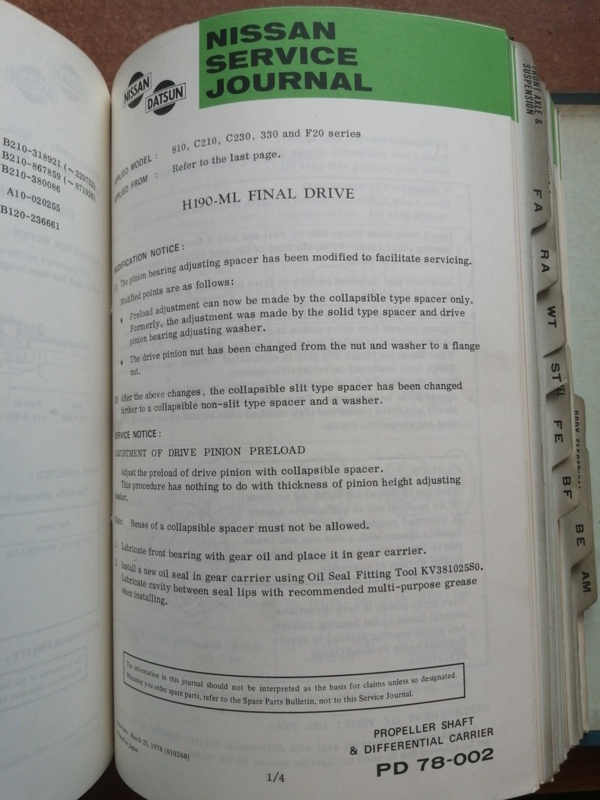 B210-318921 (~
B210-867859 (~
B210-380086
A10-020255
B120-236661
NISSAN
DATSUN
NISSAN
SERVICE
JOURNAL
MODEL : 810, C210, C230, 330 and F20 series
FROM : Refer to the last page.
H190-ML FINAL DRIVE
MODIFICATION NOTICE :
The pinion bearing adjusting spacer has been modified to facilitate servicing.
Modified points are as follows:
• Preload adjustment can now be made by the collapsible type spacer only.
Formerly, the adjustment was made by the solid type spacer and drive
pinion bearing adjusting washer.
• The drive pinion nut has been changed from the nut and washer to a flange
nut.
After the above changes, the collapsible slit type spacer has been changed
further to a collapsible non-slit type spacer and a washer.
SERVICE NOTICE :
ADJUSTMENT OF DRIVE PINION PRELOAD
Adjust the preload of drive pinion with collapsible spacer.
This procedure has nothing to do with thickness of pinion height adjusting
washer.
Reuse of a collapsible spacer must not be allowed.
Lubricate front bearing with gear oil and place it in gear carrier.
Install a new oil seal in gear carrier using Oil Seal Fitting Tool KV381025S0.
Lubricate cavity between seal lips with recommended multi-purpose grease
when installing.
The information in this journal should not be interpreted as the basis for claims unless so designated.
Whenever you order spare parts, refer to the Spare Parts Bulletin, not to this Service Journal.
March 25, 1978 (010260)
in Japan
1/4
PROPELLER SHAFT
& DIFFERENTIAL CARRIER
PD 78-002
FRONT AXLE &
SUSPENSION
FA
RA
WT
ST
FE
BF
BE
AM